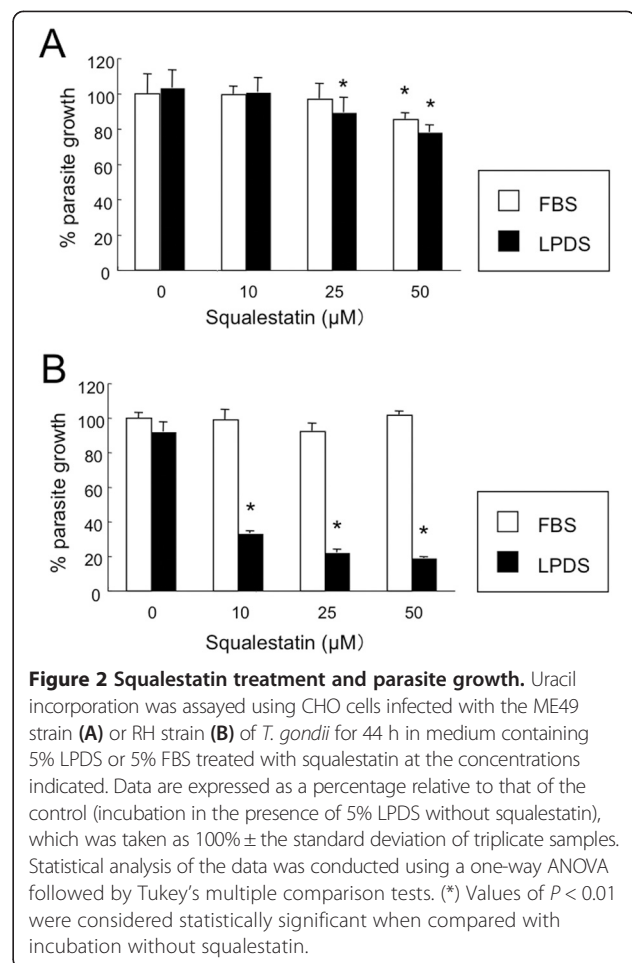 A
% parasite growth
120
100
80
60
40
20
0
0 10 25 50
* * *
Squalestatin (μM)
FBS
LPDS
B
% parasite growth
120
100
80
60
40
20
0
0 10 25 50
* * *
Squalestatin (μM)
FBS
LPDS
Figure 2 Squalestatin treatment and parasite growth. Uracil
incorporation was assayed using CHO cells infected with the ME49
strain (A) or RH strain (B) of T. gondii for 44 h in medium containing
5% LPDS or 5% FBS treated with squalestatin at the concentrations
indicated. Data are expressed as a percentage relative to that of the
control (incubation in the presence of 5% LPDS without squalestatin),
which was taken as 100% ± the standard deviation of triplicate samples.
Statistical analysis of the data was conducted using a one-way ANOVA
followed by Tukey's multiple comparison tests. (*) Values of P < 0.01
were considered statistically significant when compared with
incubation without squalestatin.